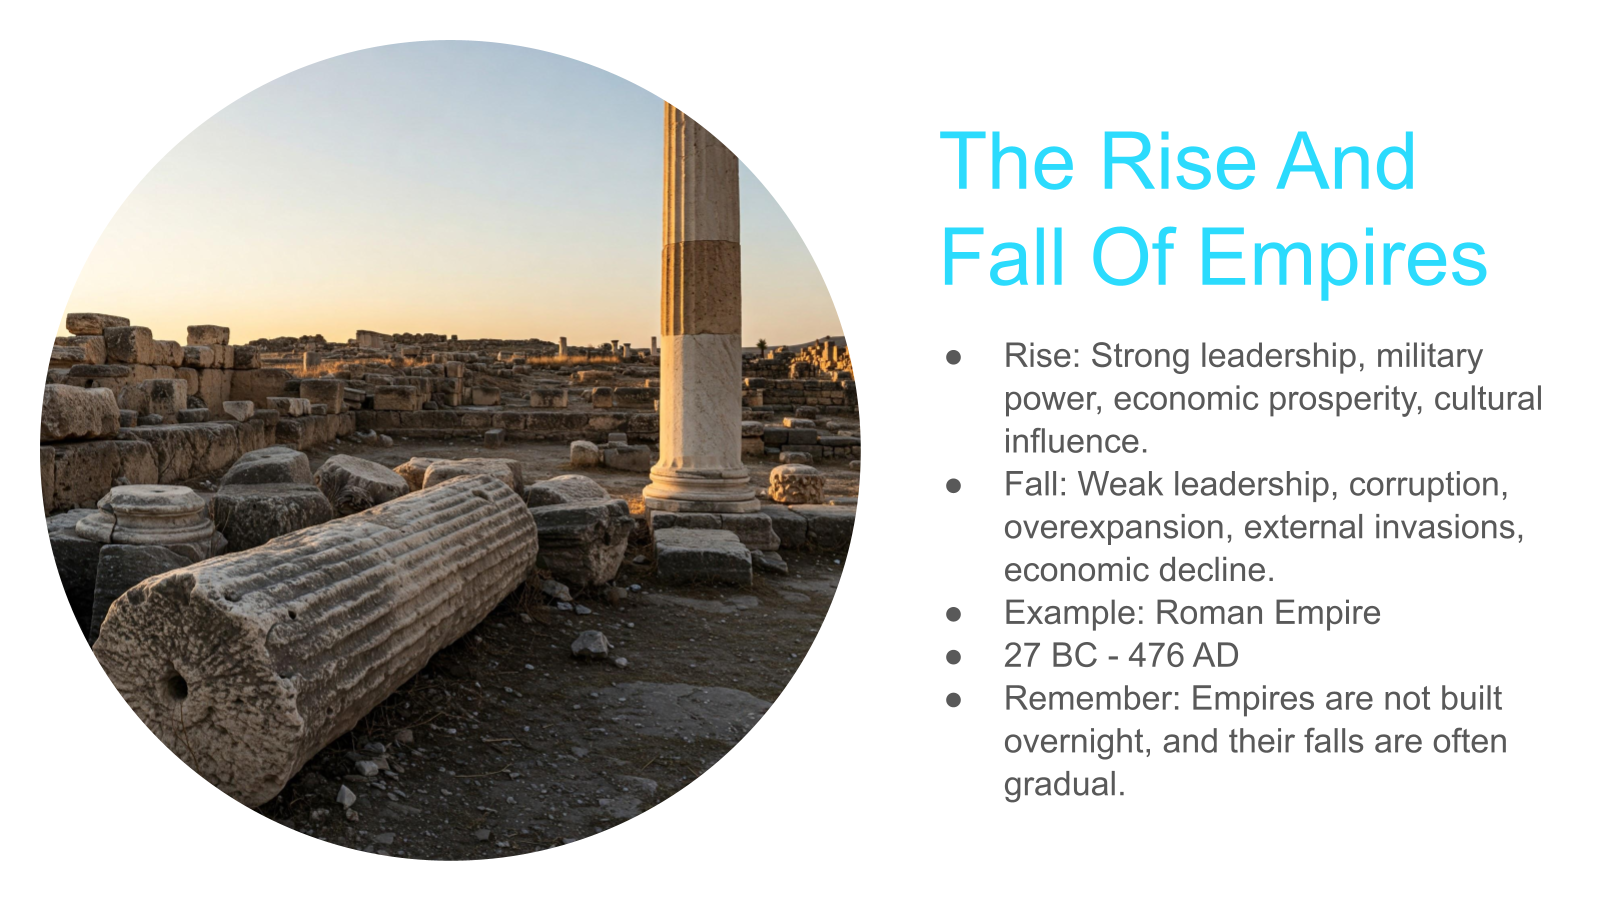 The Rise And
Fall Of Empires
● Rise: Strong leadership, military
power, economic prosperity, cultural
influence.
● Fall: Weak leadership, corruption,
overexpansion, external invasions,
economic decline.
● Example: Roman Empire
● 27 BC - 476 AD
● Remember: Empires are not built
overnight, and their falls are often
gradual.